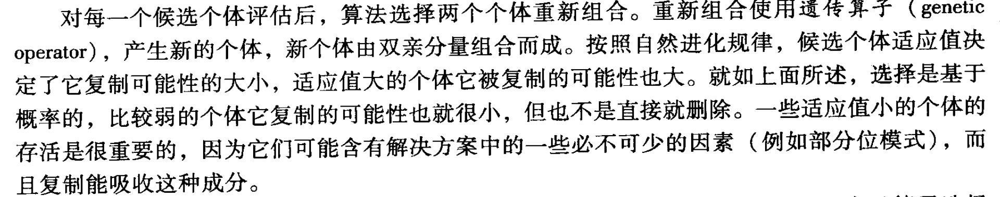 对每一个候选个体评估后，算法选择两个个体重新组合。重新组合使用遗传算子（genetic
operator），产生新的个体，新个体由双亲分量组合而成。按照自然进化规律，候选个体适应值决
定了它复制可能性的大小，适应值大的个体它被复制的可能性也大。就如上面所述，选择是基于
概率的，比较弱的个体它复制的可能性也就很小，但也不是直接就删除。一些适应值小的个体的
存活是很重要的，因为它们可能含有解决方案中的一些必不可少的因素（例如部分位模式），而
且复制能吸收这种成分。